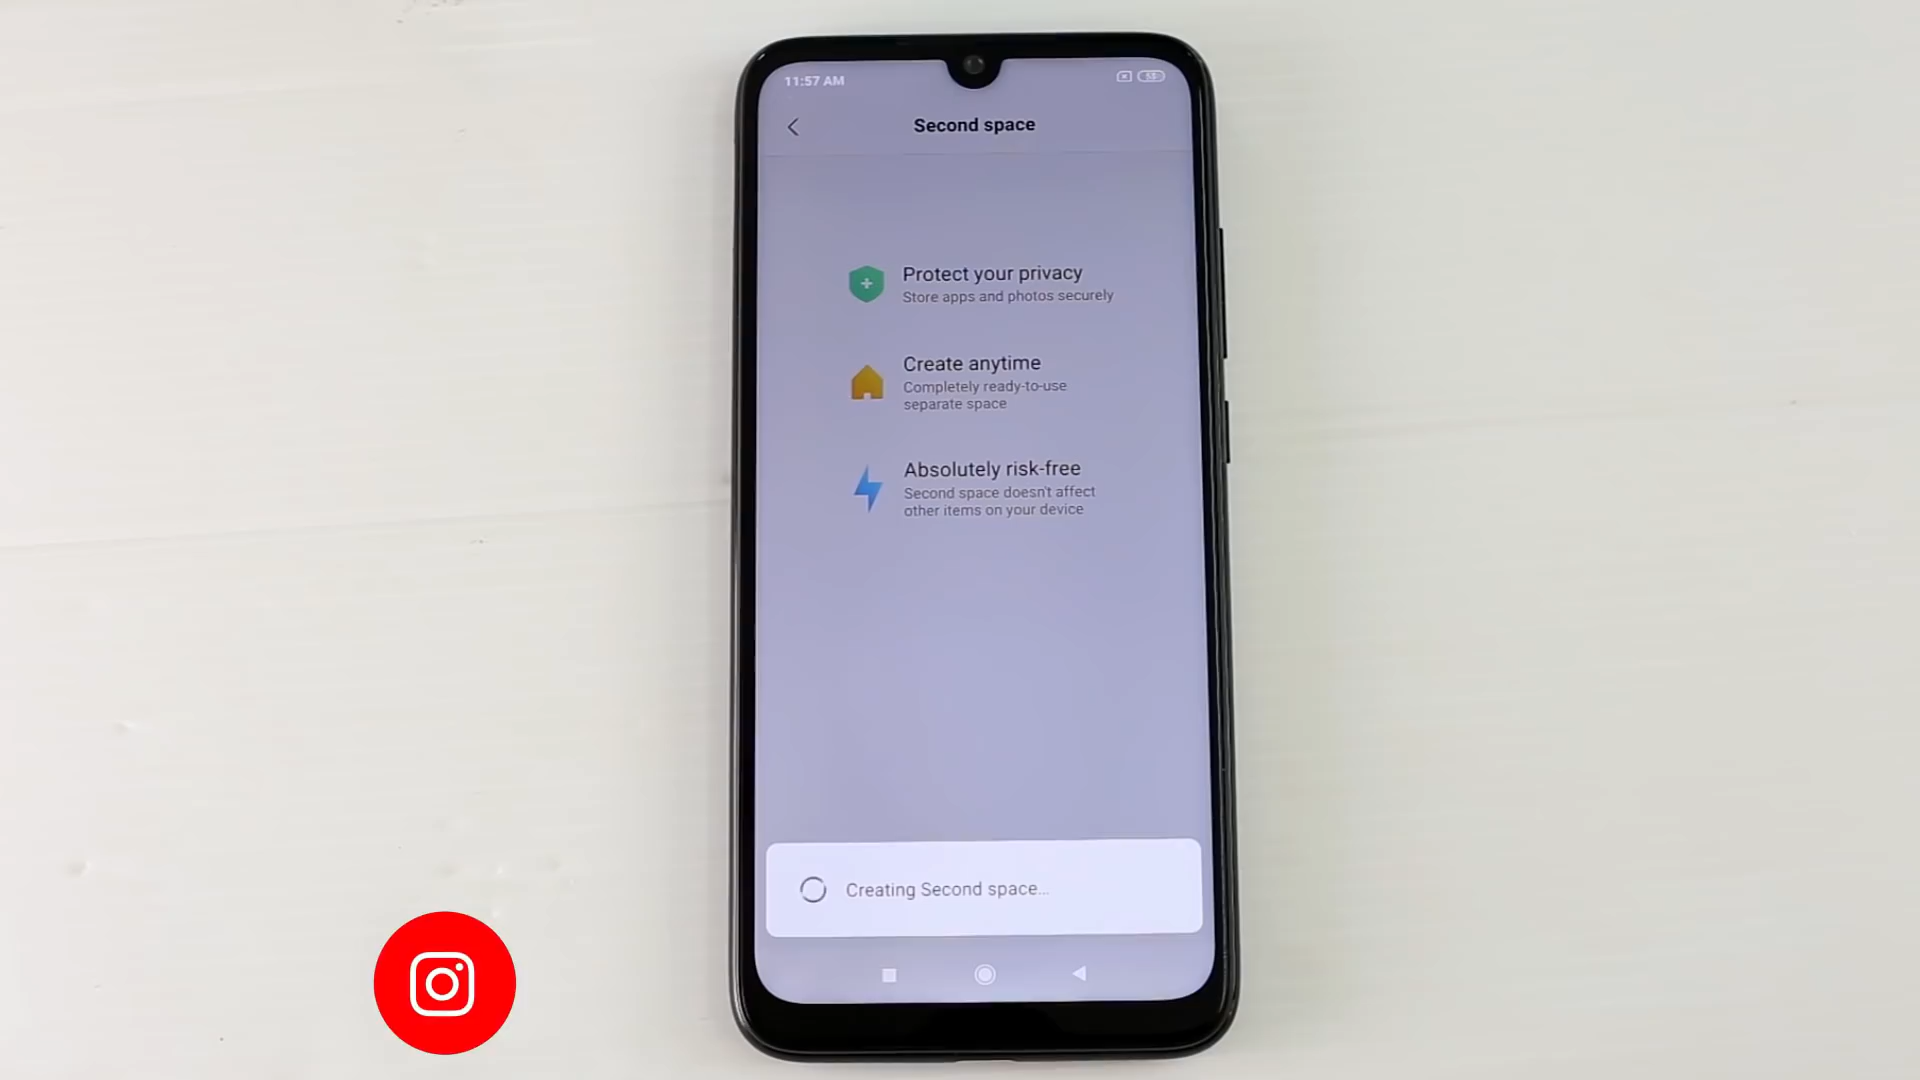 11:57 AM
Second space
Protect your privacy
Store apps and photos securely
Create anytime
Completely ready-to-use
separate space
Absolutely risk-free
Second space doesn't affect
other items on your device
Creating Second space...